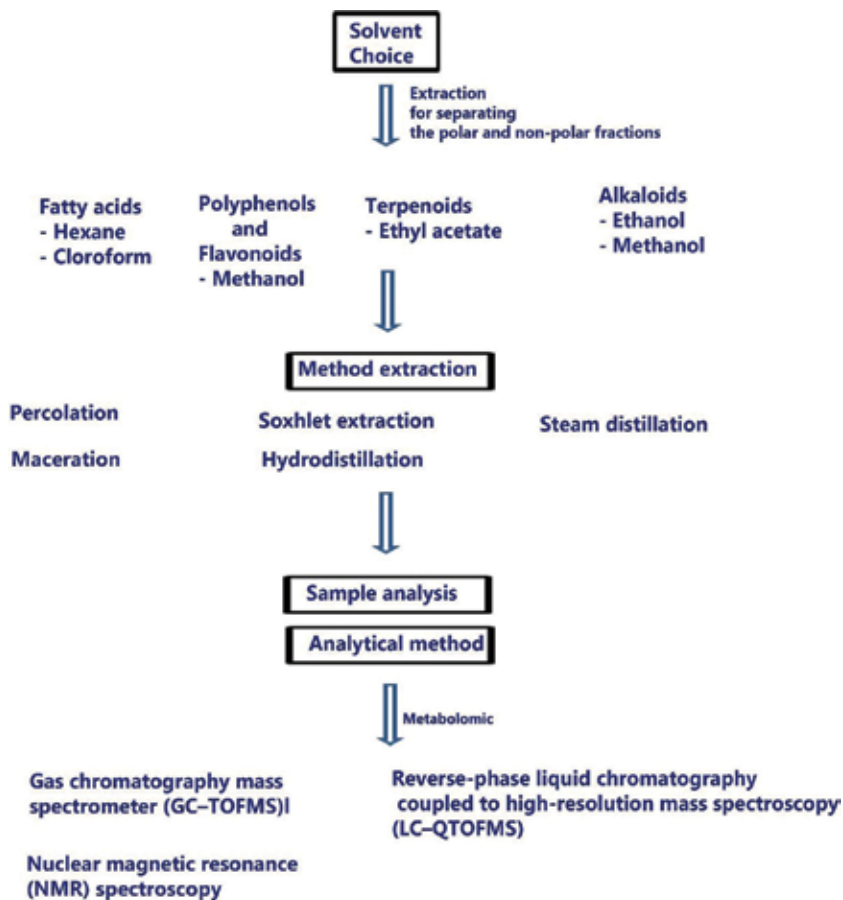 Solvent
Choice
Extraction
for separating
the polar and non-polar fractions
Fatty acids
- Hexane
- Cloroform
Polyphenols
and
Flavonoids
- Methanol
Terpenoids
- Ethyl acetate
Alkaloids
- Ethanol
- Methanol
Method extraction
Percolation
Soxhlet extraction
Steam distillation
Maceration
Hydrodistillation
Sample analysis
Analytical method
Metabolomic
Gas chromatography mass
spectrometer (GC–TOFMS)l
Reverse-phase liquid chromatography
coupled to high-resolution mass spectroscopy
(LC–QTOFMS)
Nuclear magnetic resonance
(NMR) spectroscopy